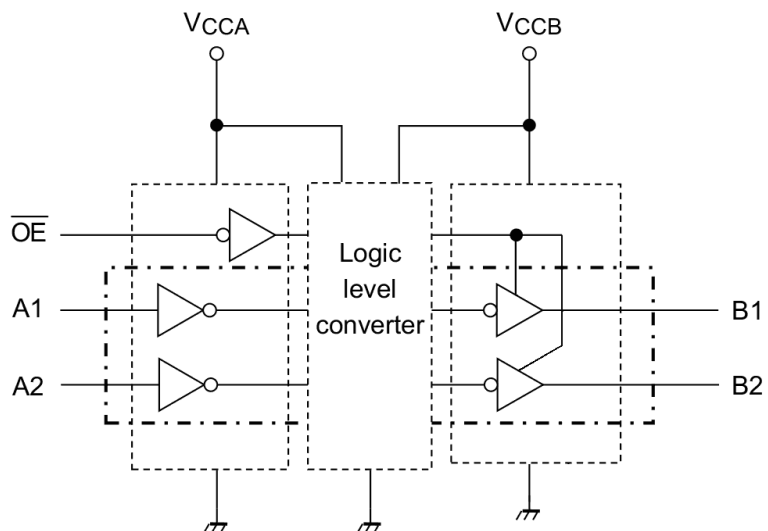 VCCA
VCCB
OE
A1
A2
Logic
level
converter
B1
B2